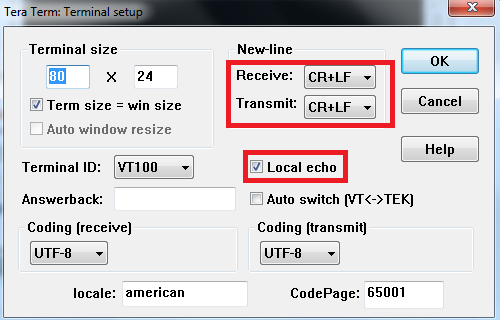 Tera Term: Terminal setup
Terminal size
80 X 24
Term size = win size
Auto window resize
New-line
Receive: CR+LF
Transmit: CR+LF
OK
Cancel
Help
Terminal ID: VT100
Local echo
Answerback:
Auto switch (VT<->TEK)
Coding (receive)
UTF-8
Coding (transmit)
UTF-8
locale: american
CodePage: 65001